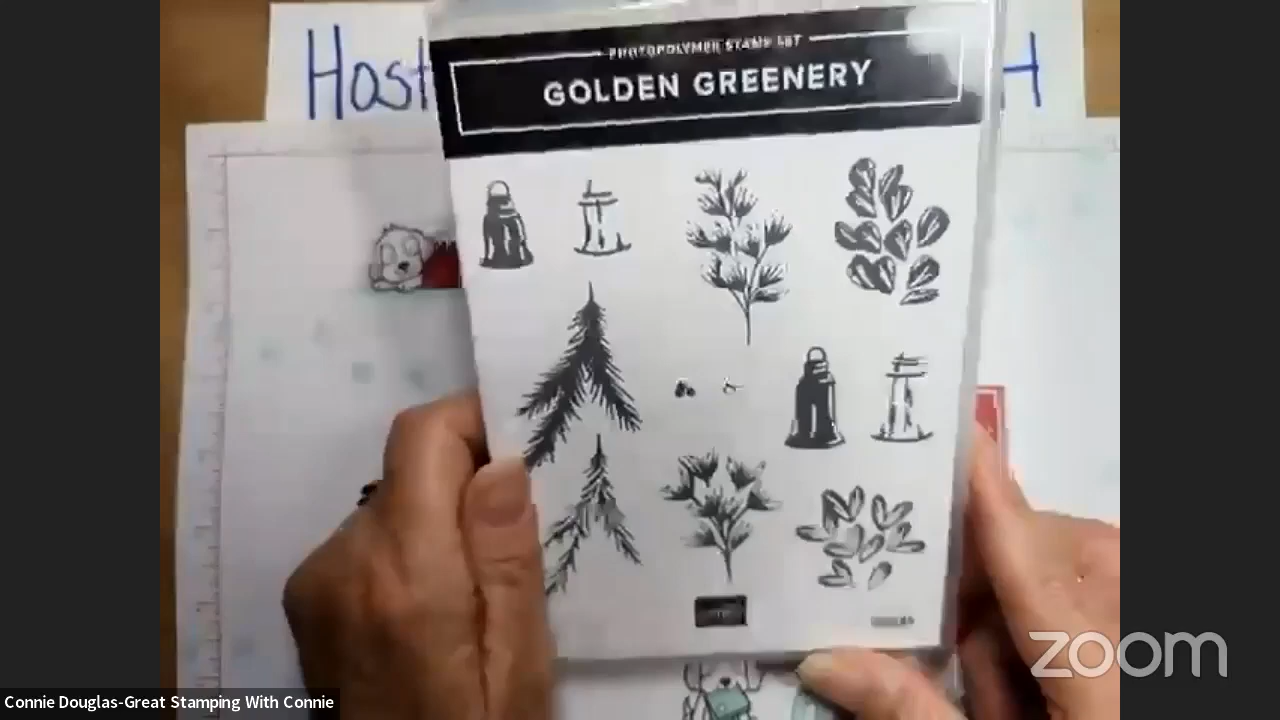 Host
H
PHOTOPOLYMER STAMP SET
GOLDEN GREENERY
zoom
Connie Douglas-Great Stamping With Connie